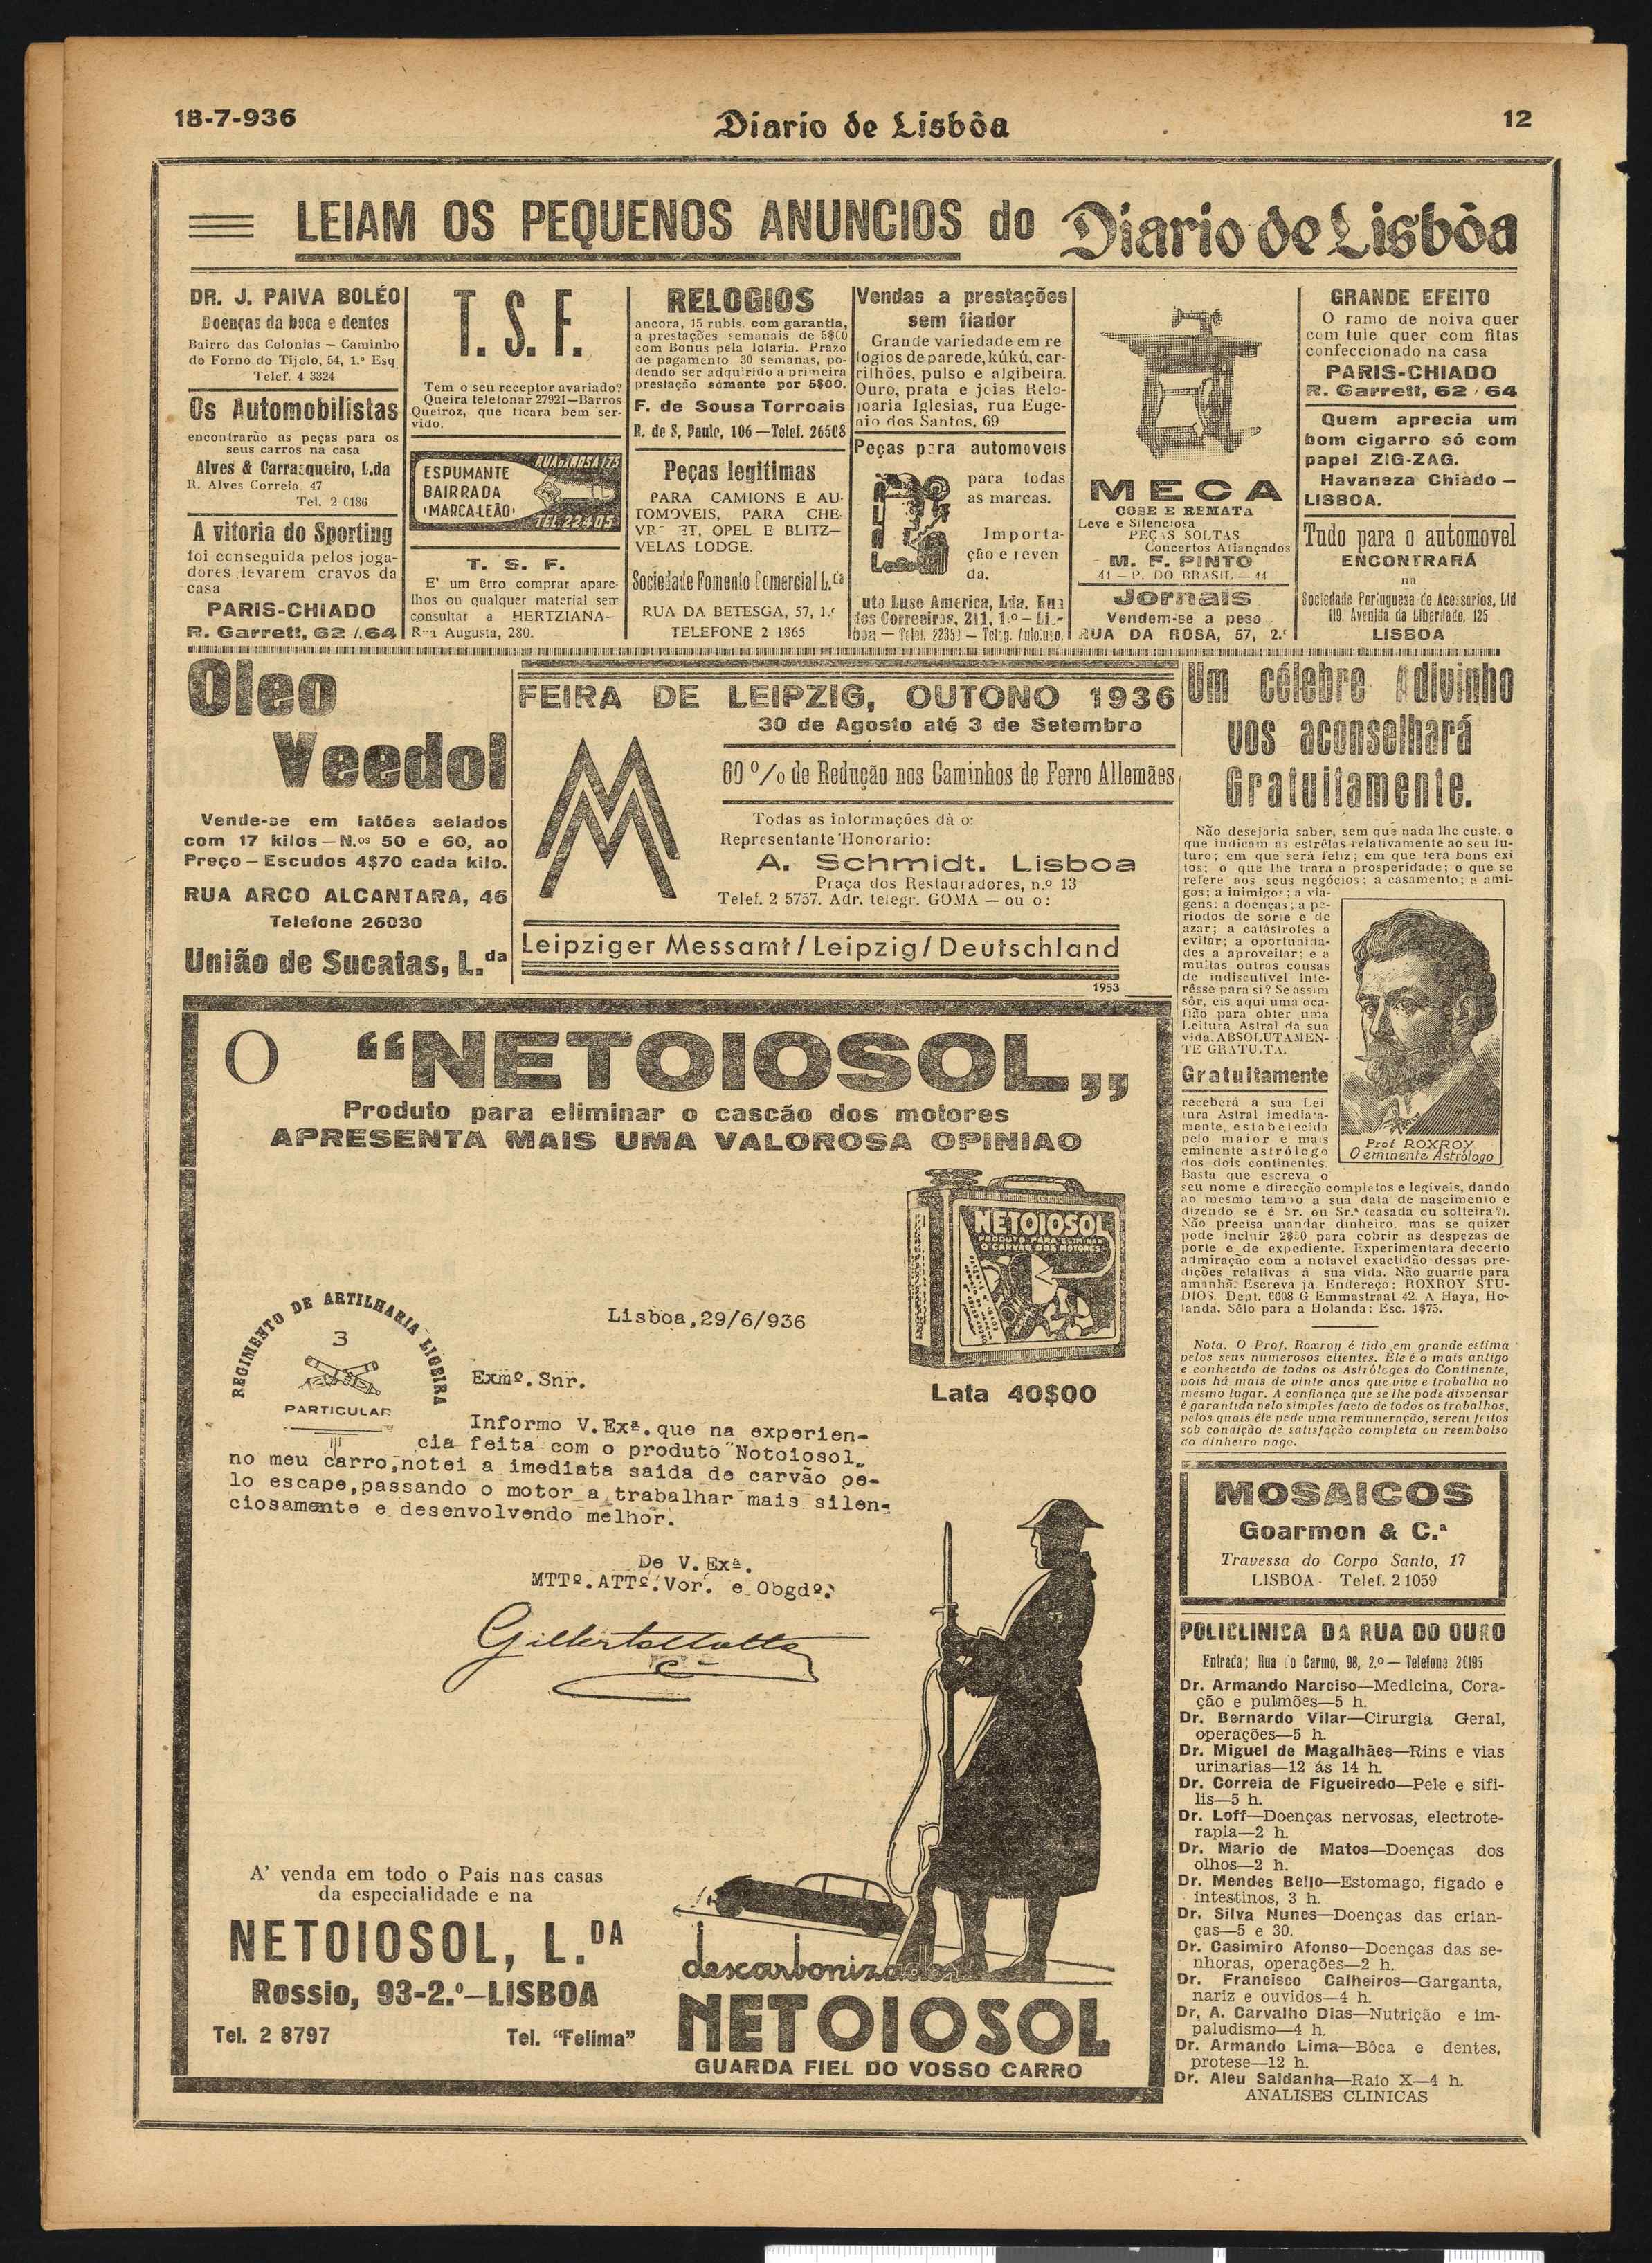 18-7-936
Diario de Lisbôa
12
LEIAM OS PEQUENOS ANUNCIOS do Diario de Lisbôa
DR. J. PAIVA BOLÉO
Doenças da boca e dentes
Bairro das Colonias — Caminho
do Forno do Tijolo, 54, 1.º Esq.
Telef. 4 3324
Os Automobilistas
encontrarão as peças para os
seus carros na casa
Alves & Carrasqueiro, L.da
R. Alves Correia, 47
Tel. 2 0186
A vitoria do Sporting
foi conseguida pelos joga-
dores levarem cravos da
casa
PARIS-CHIADO
R. Garrett, 62 / 64
T. S. F.
Tem o seu receptor avariado?
Queira telefonar 27921—Barros
Queiroz, que ficara bem ser-
vido.
ESPUMANTE
BAIRRADA
"MARCA-LEÃO"
RUA DA ROSA 175
TEL. 22405
T. S. F.
E' um êrro comprar apare-
lhos ou qualquer material sem
consultar a HERTZIANA—
Rua Augusta, 280.
RELOGIOS
ancora, 15 rubis, com garantia,
a prestações semanais de 5$00
com Bonus pela lotaria. Prazo
de pagamento 30 semanas, po-
dendo ser adquirido a primeira
prestação sómente por 5$00.
F. de Sousa Torroais
R. de S. Paulo, 106—Telef. 26508
Peças legitimas
PARA CAMIONS E AU-
TOMOVEIS, PARA CHE-
ET, OPEL E BLITZ—
VELAS LODGE.
Sociedade Fomento Comercial L.da
RUA DA BETESGA, 57, 1.º
TELEFONE 2 1865
Vendas a prestações
sem fiador
Grande variedade em re
logios de parede, kúkú, car-
rilhões, pulso e algibeira.
Ouro, prata e joias Relo-
joaria Iglesias, rua Euge-
nio dos Santos, 69
Peças para automoveis
para todas
as marcas.
Importa-
ção e reven
da.
uto Luso America, Lda. Rua
dos Correeiros, 211, 1.º — Lis-
boa — Telef. 22351 — Teleg. Autoluso.
MECA
COSE E REMATA
Leve e Silenciosa
PEÇAS SOLTAS
Concertos Afiançados
M. F. PINTO
41 — P. DO BRASIL — 44
Jornais
Vendem-se a peso
RUA DA ROSA, 57, 2.º
GRANDE EFEITO
O ramo de noiva quer
com tule quer com fitas
confeccionado na casa
PARIS-CHIADO
R. Garrett, 62 / 64
Quem aprecia um
bom cigarro só com
papel ZIG-ZAG.
Havaneza Chiado —
LISBOA.
Tudo para o automovel
ENCONTRARÁ
na
Sociedade Portuguesa de Acessorios, Ltd
119, Avenida da Liberdade, 125
LISBOA
Oleo
Veedol
Vende-se em latões selados
com 17 kilos—N.os 50 e 60, ao
Preço—Escudos 4$70 cada kilo.
RUA ARCO ALCANTARA, 46
Telefone 26030
União de Sucatas, L.da
FEIRA DE LEIPZIG, OUTONO 1936
30 de Agosto até 3 de Setembro
60 % de Redução nos Caminhos de Ferro Allemães
Todas as informações dá o:
Representante Honorario:
A. Schmidt. Lisboa
Praça dos Restauradores, n.º 13
Telef. 2 5757. Adr. telegr. GOMA — ou o:
Leipziger Messamt/Leipzig/Deutschland
1953
O "NETOIOSOL„
Produto para eliminar o cascão dos motores
APRESENTA MAIS UMA VALOROSA OPINIAO
NETOIOSOL
PRODUTO PARA ELIMINAR
O CARVÃO DOS MOTORES
Lata 40$00
REGIMENTO DE ARTILHARIA LIGEIRA
3
PARTICULAR
Lisboa,29/6/936
Exmº.Snr.
Informo V.Exª.que na experien-
cia feita com o produto"Notoiosol„
no meu carro,notei a imediata saida de carvão pe-
lo escape,passando o motor a trabalhar mais silen-
ciosamente e desenvolvendo melhor.
De V.Exª.
MTTº.ATTº.Vor. e Obgdº.
A' venda em todo o País nas casas
da especialidade e na
NETOIOSOL, L.DA
Rossio, 93-2.º—LISBOA
Tel. 2 8797
Tel. "Felima"
descarbonizador
NETOIOSOL
GUARDA FIEL DO VOSSO CARRO
Um célebre Adivinho
vos aconselhará
Gratuitamente.
Não desejaria saber, sem que nada lhe custe, o
que indicam as estrêlas relativamente ao seu fu-
turo; em que será feliz; em que terá bons exi
tos; o que lhe trara a prosperidade; o que se
refere aos seus negócios; a casamento; a ami-
gos; a inimigos; a via-
gens: a doenças; a pe-
riodos de sorte e de
azar; a catástrofes a
evitar; a oportunida-
des a aproveitar; e a
muitas outras cousas
de indiscutivel inte-
rêsse para si? Se assim
fôr, eis aqui uma oca-
sião para obter uma
Leitura Astral da sua
vida. ABSOLUTAMEN-
TE GRATUITA.
Gratuitamente
receberá a sua Lei
tura Astral imediata-
mente, estabelecida
pelo maior e mais
eminente astrólogo
dos dois continentes.
Basta que escreva o
seu nome e direcção completos e legiveis, dando
ao mesmo tempo a sua data de nascimento e
dizendo se é Sr. ou Sr.ª (casada ou solteira?).
Não precisa mandar dinheiro, mas se quizer
pode incluir 2$50 para cobrir as despezas de
porte e de expediente. Experimentara decerto
admiração com a notavel exactidão dessas pre-
dições relativas á sua vida. Não guarde para
amanhã: Escreva já. Endereço: ROXROY STU-
DIOS. Dept. 6608 G Emmastraat 42. A Haya, Ho-
landa. Sêlo para a Holanda: Esc. 1$75.
Prof ROXROY
O eminente Astrólogo
Nota. O Prof. Roxroy é tido em grande estima
pelos seus numerosos clientes. Êle é o mais antigo
e conhecido de todos os Astrólogos do Continente,
pois há mais de vinte anos que vive e trabalha no
mesmo lugar. A confiança que se lhe pode dispensar
é garantida pelo simples facto de todos os trabalhos,
pelos quais êle pede uma remuneração, serem feitos
sob condição de satisfação completa ou reembolso
do dinheiro pago.
MOSAICOS
Goarmon & C.ª
Travessa do Corpo Santo, 17
LISBOA - Telef. 2 1059
POLICLINICA DA RUA DO OURO
Entrada; Rua do Carmo, 98, 2.º — Telefone 26195
Dr. Armando Narciso—Medicina, Cora-
ção e pulmões—5 h.
Dr. Bernardo Vilar—Cirurgia Geral,
operações—5 h.
Dr. Miguel de Magalhães—Rins e vias
urinarias—12 ás 14 h.
Dr. Correia de Figueiredo—Pele e sifi-
lis—5 h.
Dr. Loff—Doenças nervosas, electrote-
rapia—2 h.
Dr. Mario de Matos—Doenças dos
olhos—2 h.
Dr. Mendes Bello—Estomago, figado e
intestinos, 3 h.
Dr. Silva Nunes—Doenças das crian-
ças—5 e 30.
Dr. Casimiro Afonso—Doenças das se-
nhoras, operações—2 h.
Dr. Francisco Calheiros—Garganta,
nariz e ouvidos—4 h.
Dr. A. Carvalho Dias—Nutrição e im-
paludismo—4 h.
Dr. Armando Lima—Bôca e dentes,
protese—12 h.
Dr. Aleu Saldanha—Raio X—4 h.
ANALISES CLINICAS